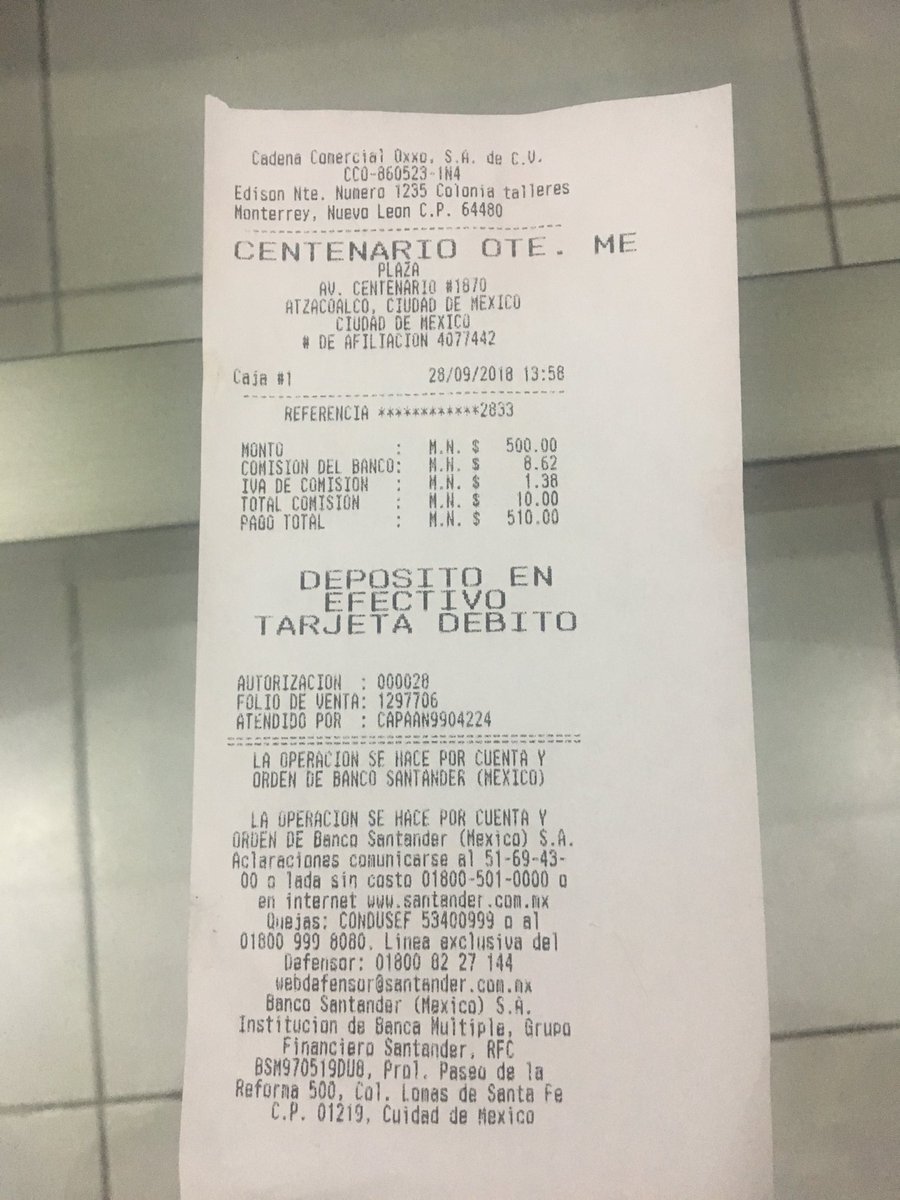 Cadena Comercial Oxxo, S.A. de C.V.
CCO-860523-1N4
Edison Nte. Numero 1235 Colonia talleres
Monterrey, Nuevo Leon C.P. 64480
CENTENARIO OTE. ME
PLAZA
AV. CENTENARIO #1870
ATZACOALCO, CIUDAD DE MEXICO
CIUDAD DE MEXICO
# DE AFILIACION 4077442
Caja #1 28/09/2018 13:58
REFERENCIA ************2833
MONTO : M.N. $ 500.00
COMISION DEL BANCO: M.N. $ 8.62
IVA DE COMISION : M.N. $ 1.38
TOTAL COMISION : M.N. $ 10.00
PAGO TOTAL : M.N. $ 510.00
DEPOSITO EN
EFECTIVO
TARJETA DEBITO
AUTORIZACION : 000028
FOLIO DE VENTA: 1297706
ATENDIDO POR : CAPAAN9904224
LA OPERACION SE HACE POR CUENTA Y
ORDEN DE BANCO SANTANDER (MEXICO)
LA OPERACION SE HACE POR CUENTA Y
ORDEN DE Banco Santander (Mexico) S.A.
Aclaraciones comunicarse al 51-69-43-
00 o lada sin costo 01800-501-0000 o
en internet www.santander.com.mx
Quejas: CONDUSEF 53400999 o al
01800 999 8080. Linea exclusiva del
Defensor: 01800 82 27 144
webdefensor@santander.com.mx
Banco Santander (Mexico) S.A.
Institucion de Banca Multiple, Grupo
Financiero Santander, RFC
BSM970519DU8, Prol. Paseo de la
Reforma 500, Col. Lomas de Santa Fe
C.P. 01219, Cuidad de Mexico